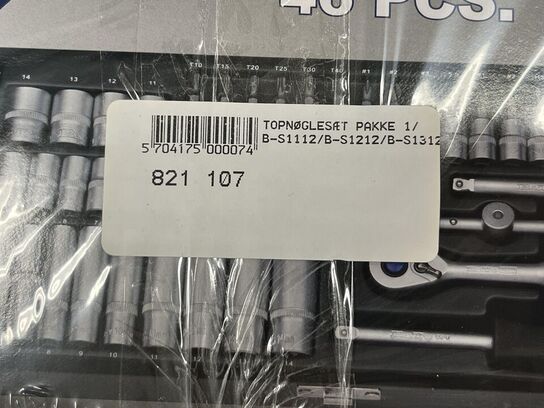 46 PCS.
14 13 12 11 T10 T15 T20 T25 T30
TOPNØGLESÆT PAKKE 1/
B-S1112/B-S1212/B-S1312
5 704175 000074
821 107
8 9 10 11